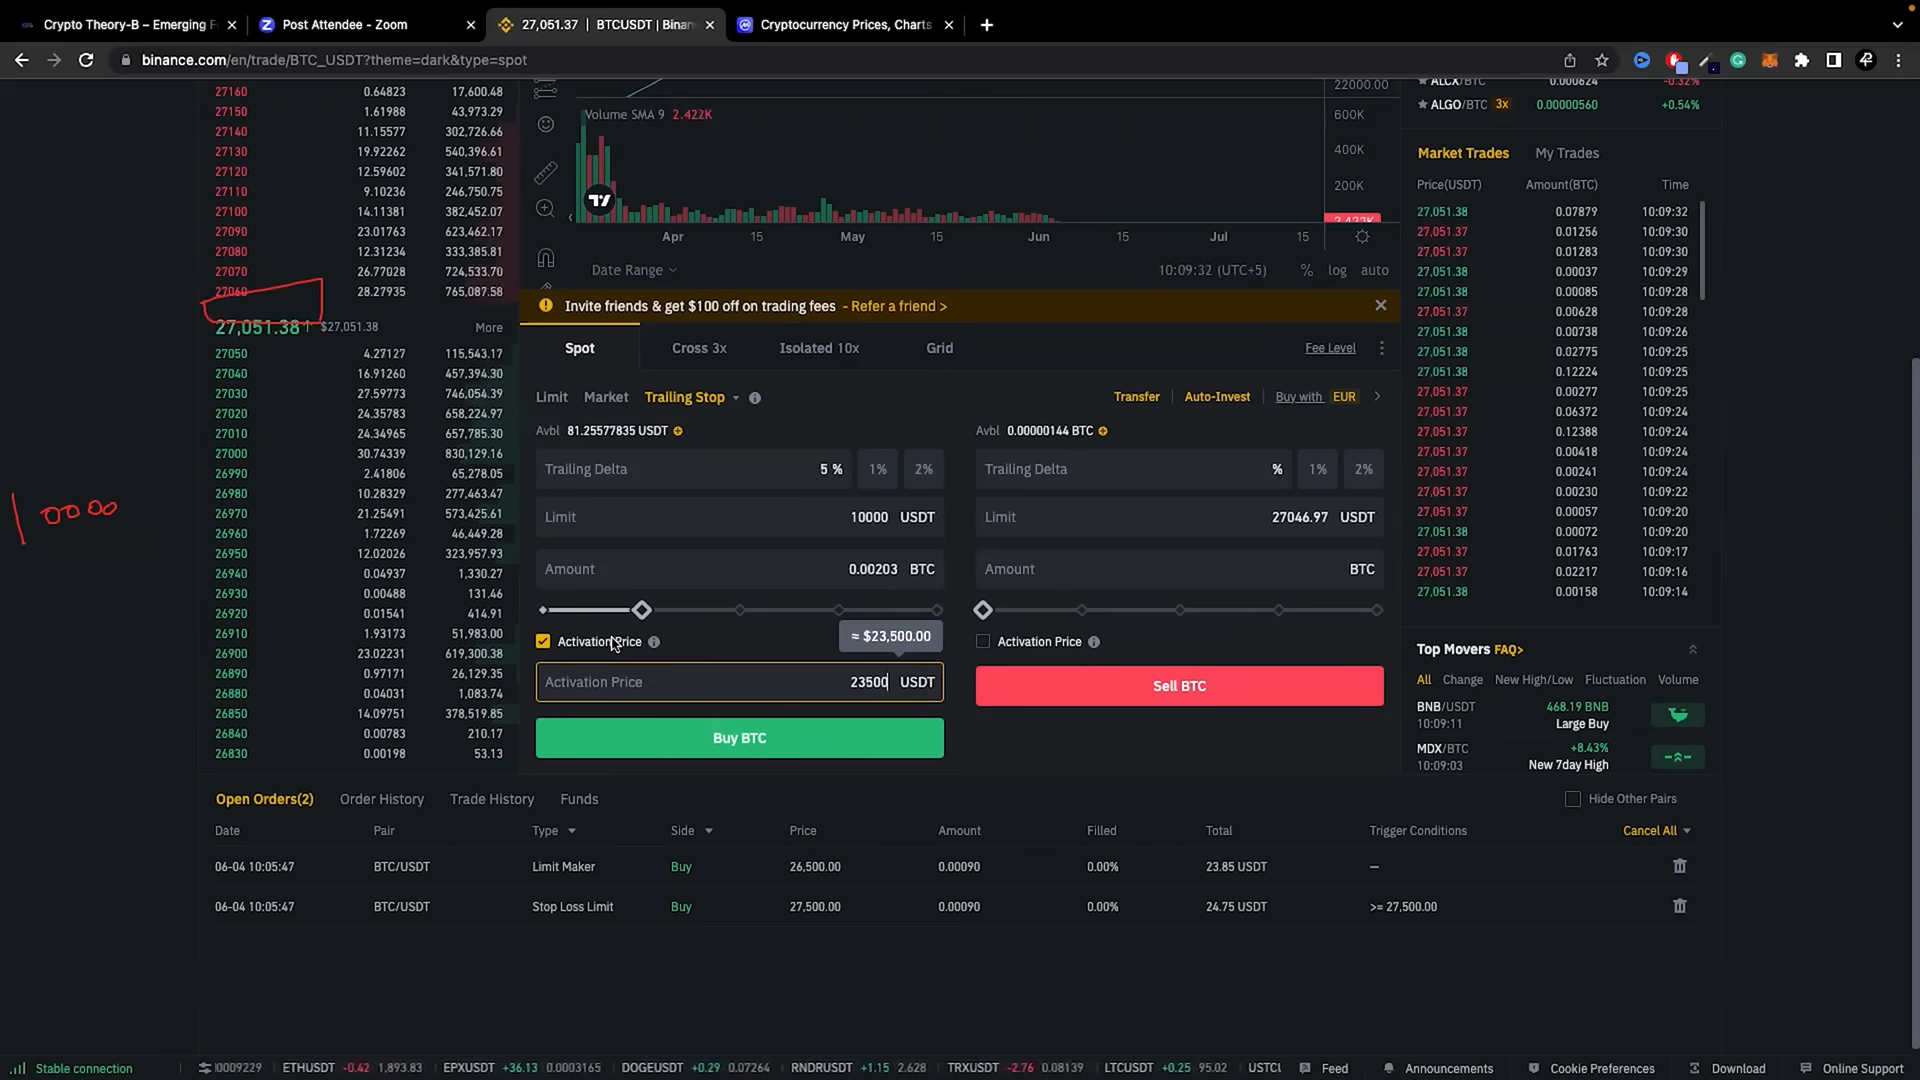 Crypto Theory-B – Emerging F
Post Attendee - Zoom
27,051.37 | BTCUSDT | Binan
Cryptocurrency Prices, Charts
binance.com/en/trade/BTC_USDT?theme=dark&type=spot
27160 0.64823 17,600.48
27150 1.61988 43,973.29
27140 11.15577 302,726.66
27130 19.92262 540,396.61
27120 12.59602 341,571.80
27110 9.10236 246,750.75
27100 14.11381 382,452.07
27090 23.01763 623,462.17
27080 12.31234 333,385.81
27070 26.77028 724,533.70
27060 28.27935 765,087.58
27,051.38↑ $27,051.38 More
27050 4.27127 115,543.17
27040 16.91260 457,394.30
27030 27.59773 746,054.39
27020 24.35783 658,224.97
27010 24.34965 657,785.30
27000 30.74339 830,129.16
26990 2.41806 65,278.05
26980 10.28329 277,463.47
26970 21.25491 573,425.61
26960 1.72269 46,449.28
26950 12.02026 323,957.93
26940 0.04937 1,330.27
26930 0.00488 131.46
26920 0.01541 414.91
26910 1.93173 51,983.00
26900 23.02231 619,300.38
26890 0.97171 26,129.35
26880 0.04031 1,083.74
26850 14.09751 378,519.85
26840 0.00783 210.17
26830 0.00198 53.13
10000
Volume SMA 9 2.422K
22000.00
600K
400K
200K
2.422K
Apr 15 May 15 Jun 15 Jul 15
Date Range 10:09:32 (UTC+5) % log auto
Invite friends & get $100 off on trading fees - Refer a friend >
Spot Cross 3x Isolated 10x Grid Fee Level
Limit Market Trailing Stop Transfer Auto-Invest Buy with EUR
Avbl 81.25577835 USDT
Trailing Delta 5 % 1% 2%
Limit 10000 USDT
Amount 0.00203 BTC
Activation Price
≈ $23,500.00
Activation Price 23500 USDT
Buy BTC
Avbl 0.00000144 BTC
Trailing Delta % 1% 2%
Limit 27046.97 USDT
Amount BTC
Activation Price
Sell BTC
ALCX/BTC 0.000824 -0.32%
ALGO/BTC 3x 0.00000560 +0.54%
Market Trades My Trades
Price(USDT) Amount(BTC) Time
27,051.38 0.07879 10:09:32
27,051.37 0.01256 10:09:30
27,051.37 0.01283 10:09:30
27,051.38 0.00037 10:09:29
27,051.38 0.00085 10:09:28
27,051.37 0.00628 10:09:28
27,051.38 0.00738 10:09:26
27,051.38 0.02775 10:09:25
27,051.38 0.12224 10:09:25
27,051.37 0.00277 10:09:25
27,051.37 0.06372 10:09:24
27,051.37 0.12388 10:09:24
27,051.37 0.00418 10:09:24
27,051.37 0.00241 10:09:24
27,051.37 0.00230 10:09:22
27,051.37 0.00057 10:09:20
27,051.38 0.00072 10:09:20
27,051.37 0.01763 10:09:17
27,051.37 0.02217 10:09:16
27,051.38 0.00158 10:09:14
Top Movers FAQ>
All Change New High/Low Fluctuation Volume
BNB/USDT 468.19 BNB
10:09:11 Large Buy
MDX/BTC +8.43%
10:09:03 New 7day High
Open Orders(2) Order History Trade History Funds Hide Other Pairs
Date Pair Type Side Price Amount Filled Total Trigger Conditions Cancel All
06-04 10:05:47 BTC/USDT Limit Maker Buy 26,500.00 0.00090 0.00% 23.85 USDT —
06-04 10:05:47 BTC/USDT Stop Loss Limit Buy 27,500.00 0.00090 0.00% 24.75 USDT >= 27,500.00
Stable connection 0009229 ETHUSDT -0.42 1,893.83 EPXUSDT +36.13 0.0003165 DOGEUSDT +0.29 0.07264 RNDRUSDT +1.15 2.628 TRXUSDT -2.76 0.08139 LTCUSDT +0.25 95.02 USTCU Feed Announcements Cookie Preferences Download Online Support